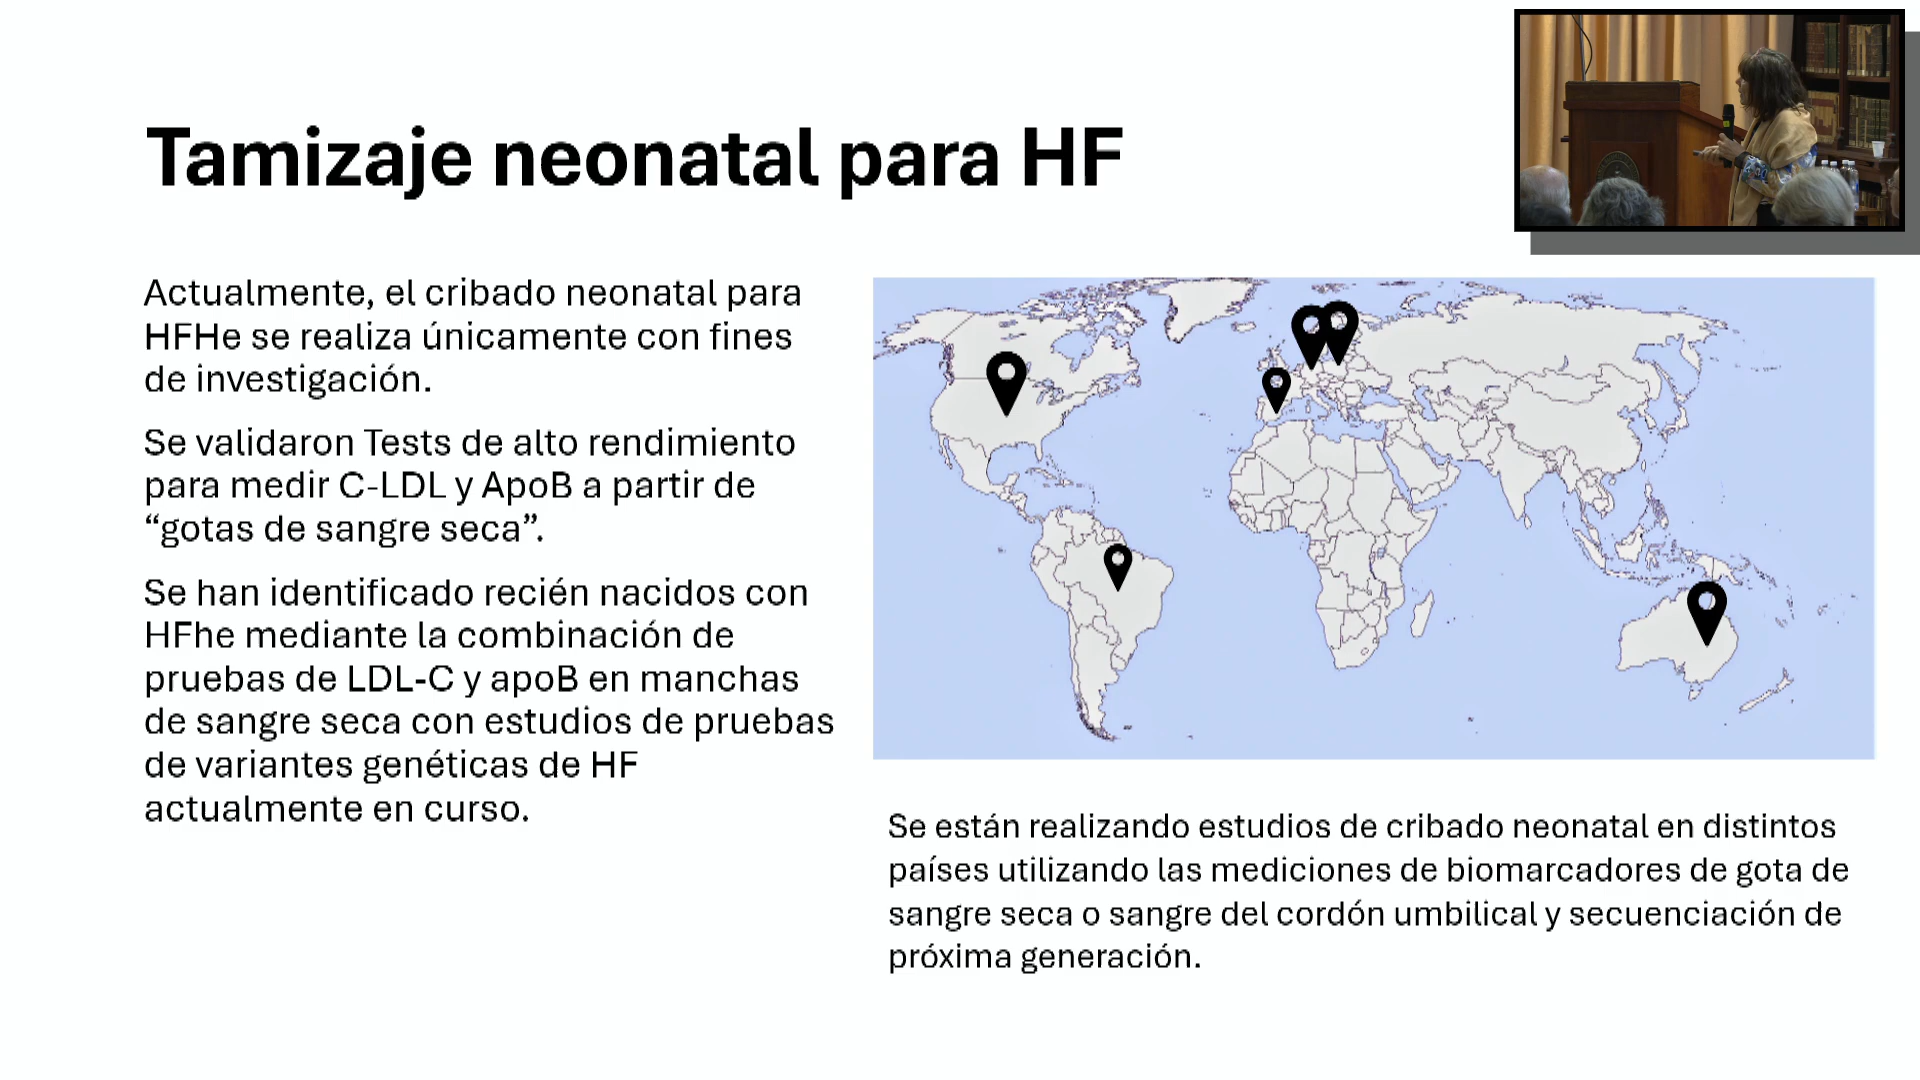 Tamizaje neonatal para HF
Actualmente, el cribado neonatal para
HFHe se realiza únicamente con fines
de investigación.
Se validaron Tests de alto rendimiento
para medir C-LDL y ApoB a partir de
“gotas de sangre seca”.
Se han identificado recién nacidos con
HFhe mediante la combinación de
pruebas de LDL-C y apoB en manchas
de sangre seca con estudios de pruebas
de variantes genéticas de HF
actualmente en curso.
Se están realizando estudios de cribado neonatal en distintos
países utilizando las mediciones de biomarcadores de gota de
sangre seca o sangre del cordón umbilical y secuenciación de
próxima generación.